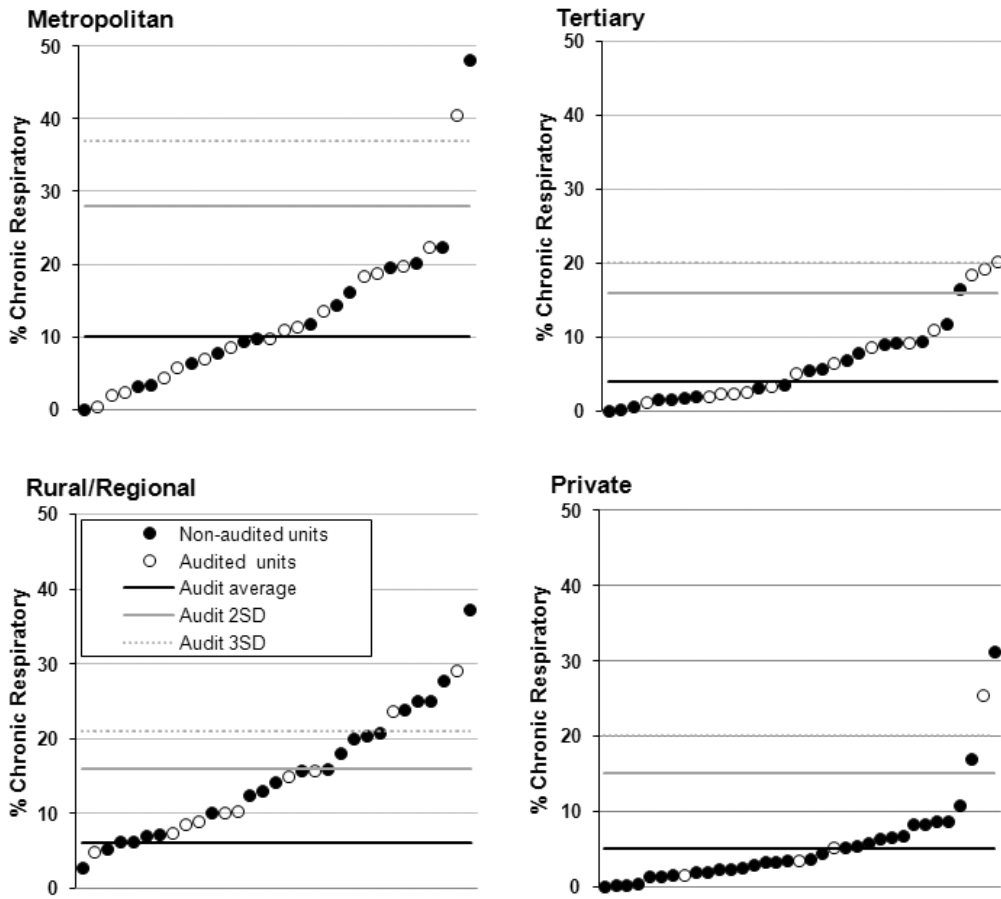 Metropolitan
% Chronic Respiratory
50
40
30
20
10
0
Tertiary
% Chronic Respiratory
50
40
30
20
10
0
Rural/Regional
% Chronic Respiratory
50
40
30
20
10
0
Non-audited units
Audited units
Audit average
Audit 2SD
Audit 3SD
Private
% Chronic Respiratory
50
40
30
20
10
0